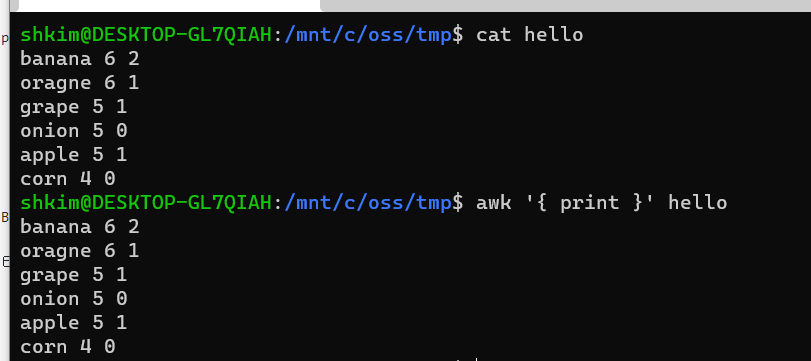 shkim@DESKTOP-GL7QIAH:/mnt/c/oss/tmp$ cat hello
banana 6 2
oragne 6 1
grape 5 1
onion 5 0
apple 5 1
corn 4 0
shkim@DESKTOP-GL7QIAH:/mnt/c/oss/tmp$ awk '{ print }' hello
banana 6 2
oragne 6 1
grape 5 1
onion 5 0
apple 5 1
corn 4 0